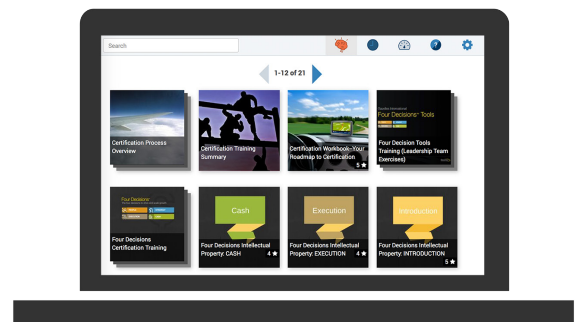 Search
1-12 of 21
Certification Process
Overview
Certification Training
Summary
Certification Workbook–Your
Roadmap to Certification
5
Four Decisions™ Tools
Four Decision Tools
Training (Leadership Team
Exercises)
Four Decisions
Four Decisions
Certification Training
Cash
Four Decisions Intellectual
Property: CASH
4
Execution
Four Decisions Intellectual
Property: EXECUTION
4
Introduction
Four Decisions Intellectual
Property: INTRODUCTION
5